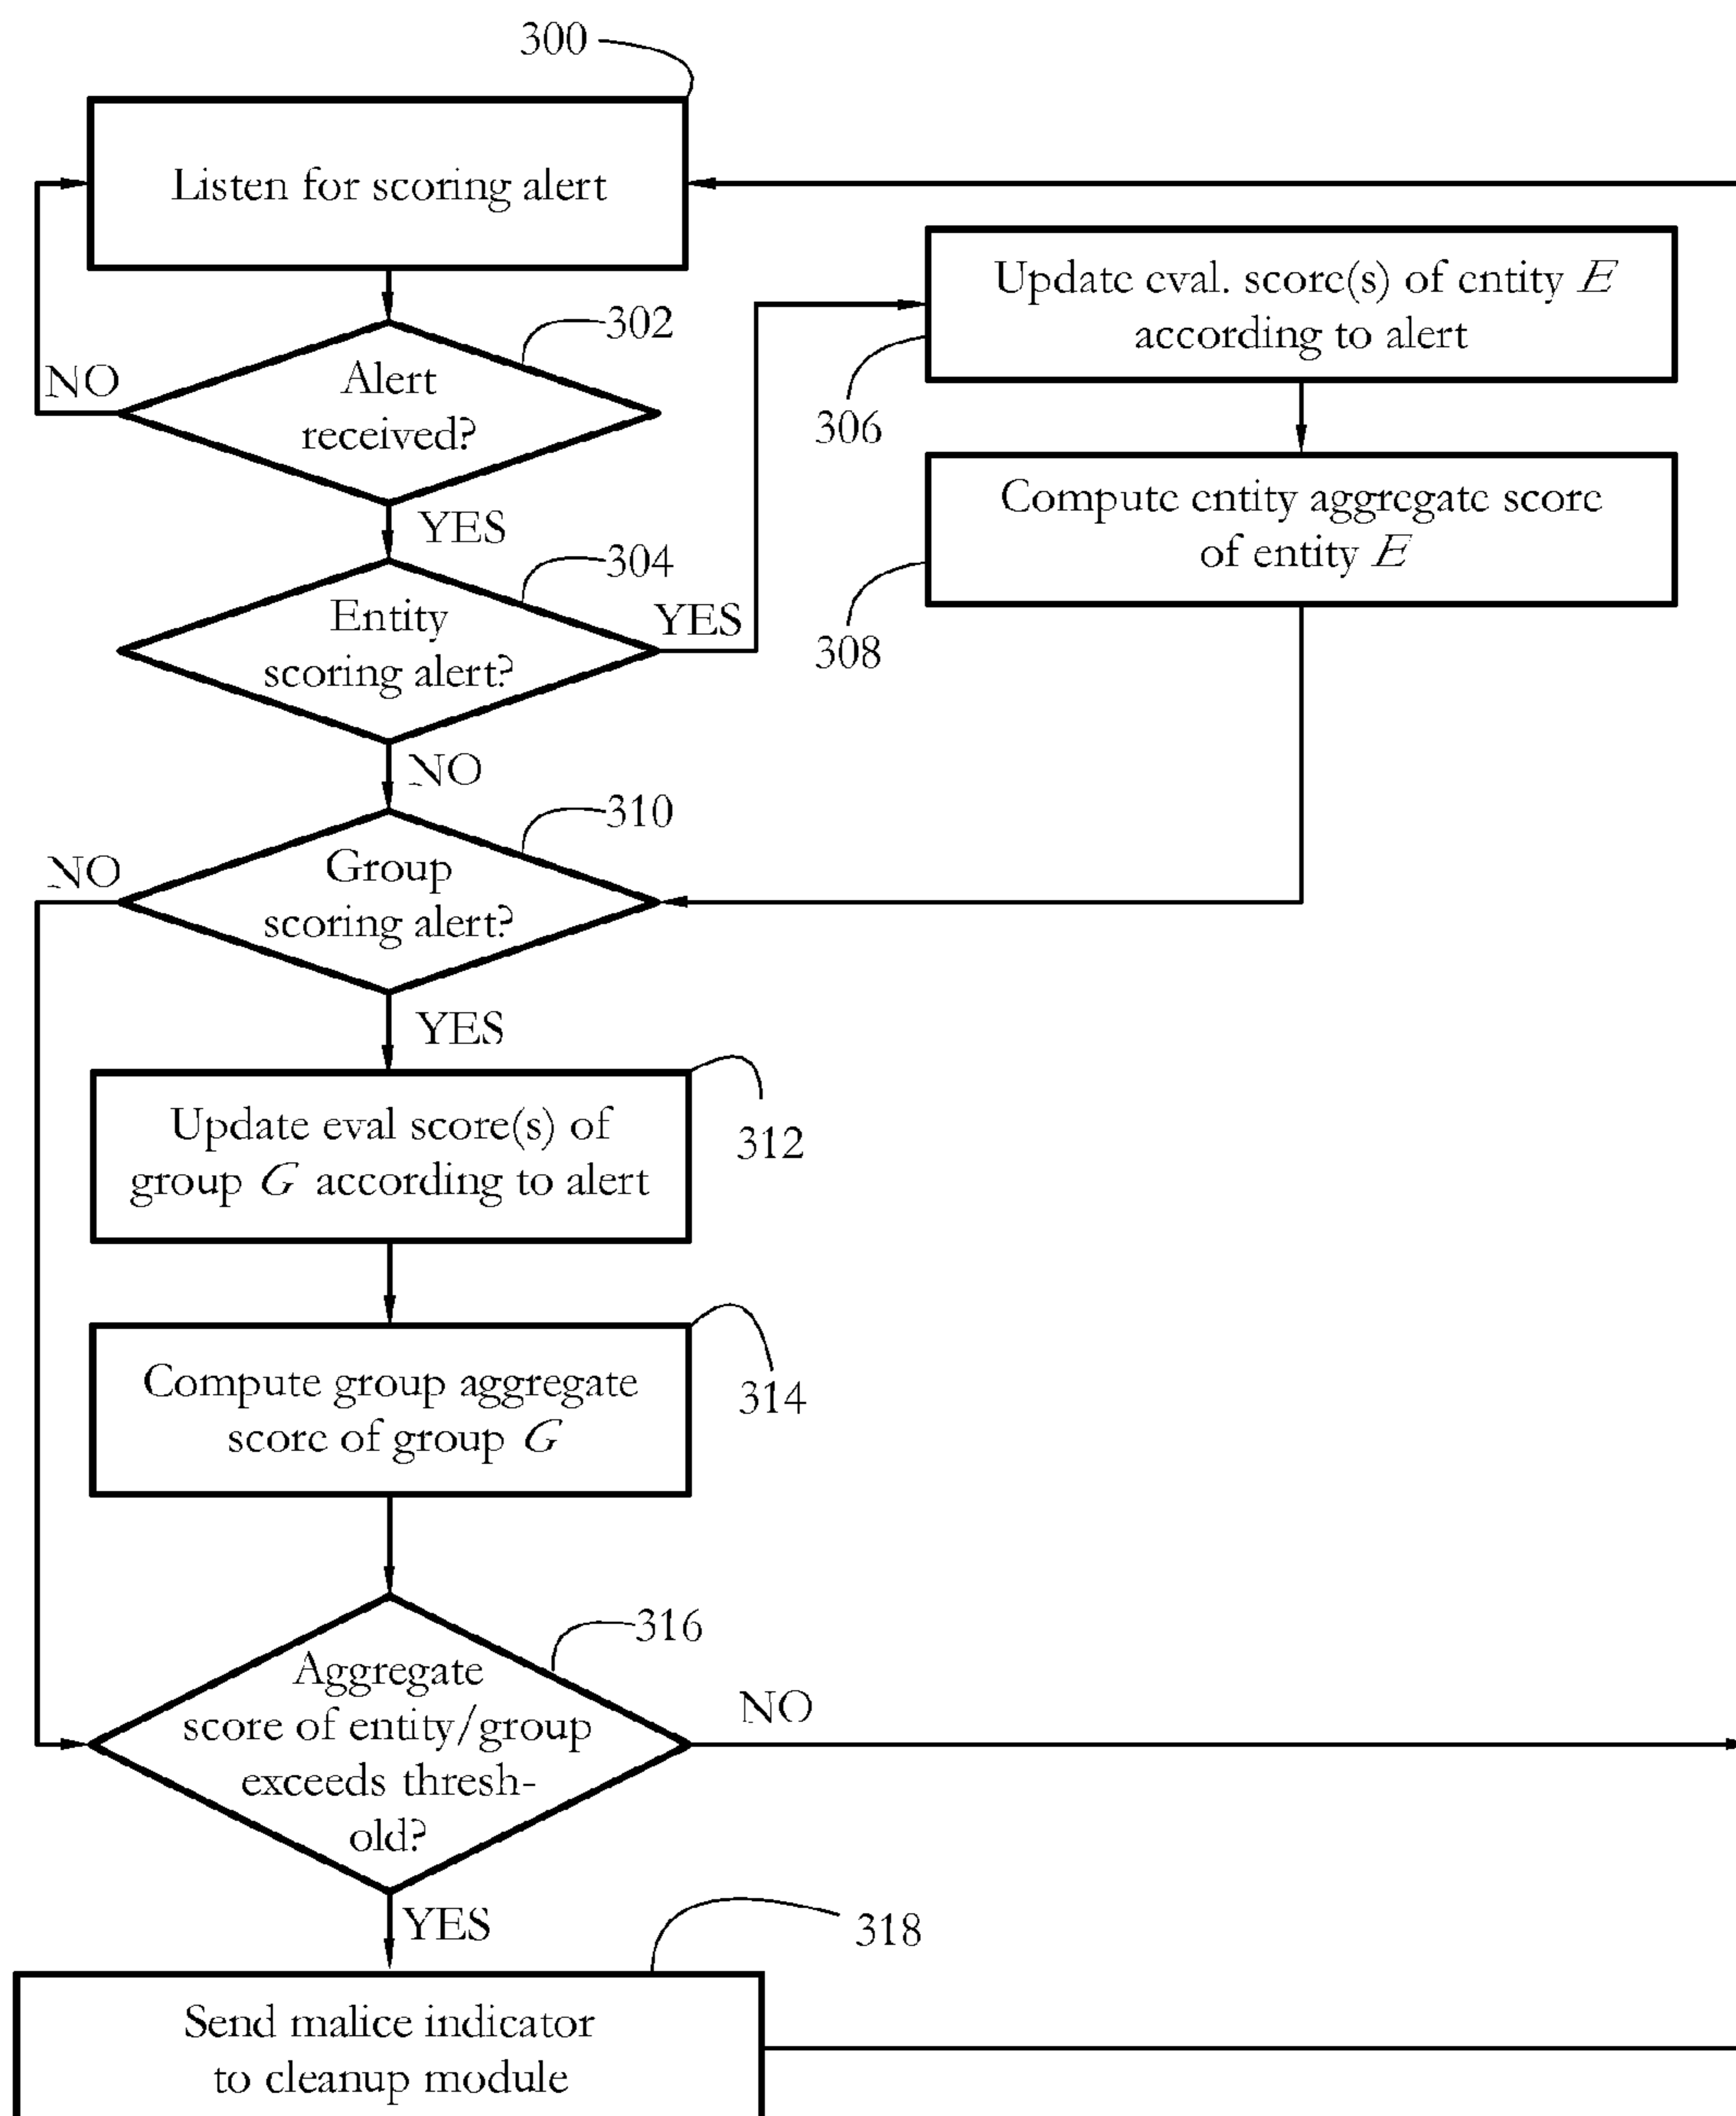 300
Listen for scoring alert
302
NO
Alert
received?
YES
304
Entity
scoring alert?
YES
Update eval. score(s) of entity E
according to alert
306
Compute entity aggregate score
of entity E
308
NO
310
NO
Group
scoring alert?
YES
Update eval score(s) of
group G according to alert
312
Compute group aggregate
score of group G
314
316
Aggregate
score of entity/group
exceeds thresh-
old?
NO
YES
318
Send malice indicator
to cleanup module